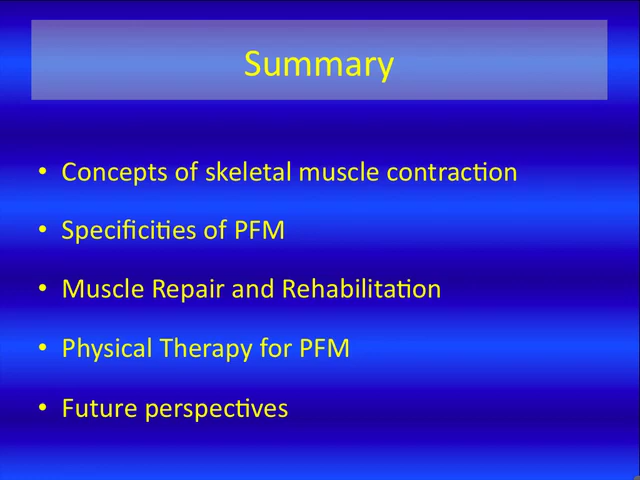 Summary
• Concepts of skeletal muscle contraction
• Specificities of PFM
• Muscle Repair and Rehabilitation
• Physical Therapy for PFM
• Future perspectives